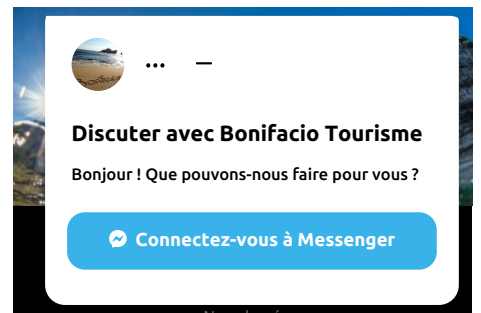 Discuter avec Bonifacio Tourisme
Bonjour ! Que pouvons-nous faire pour vous ?
Connectez-vous à Messenger